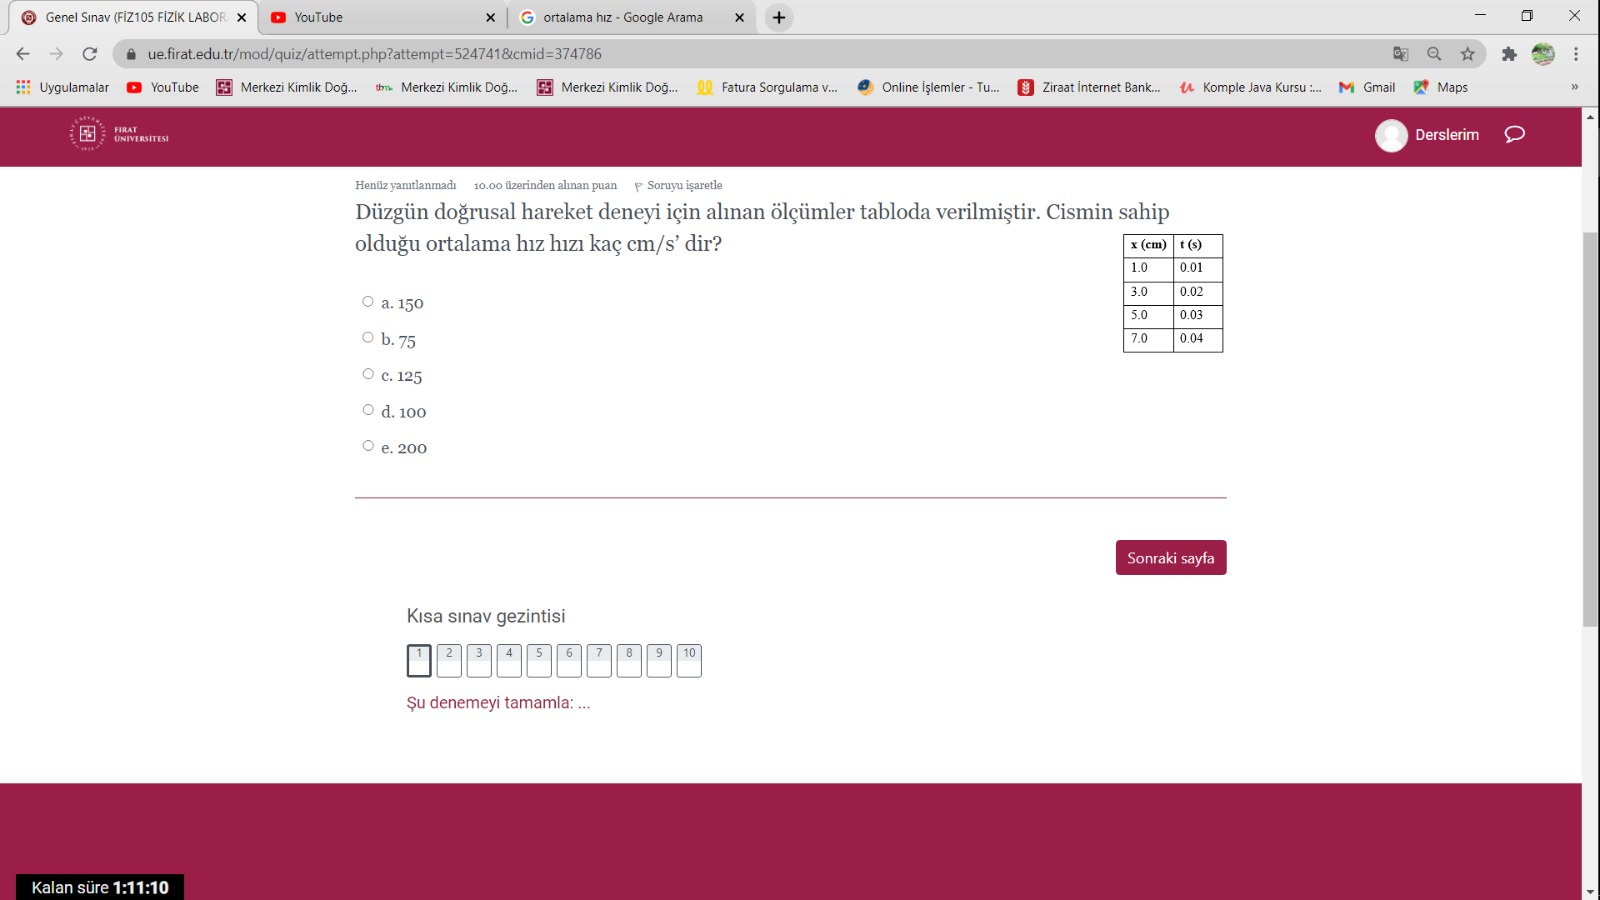 Genel Sınav (FİZ105 FİZİK LABOR
YouTube
ortalama hız - Google Arama
ue.firat.edu.tr/mod/quiz/attempt.php?attempt=524741&cmid=374786
Uygulamalar
YouTube
Merkezi Kimlik Doğ...
Merkezi Kimlik Doğ...
Merkezi Kimlik Doğ...
Fatura Sorgulama v...
Online İşlemler - Tu...
Ziraat İnternet Bank...
Komple Java Kursu :...
Gmail
Maps
»
FIRAT
ÜNİVERSİTESİ
Derslerim
Henüz yanıtlanmadı 10.00 üzerinden alınan puan Soruyu işaretle
Düzgün doğrusal hareket deneyi için alınan ölçümler tabloda verilmiştir. Cismin sahip
olduğu ortalama hız hızı kaç cm/s’ dir?
x (cm) t (s)
1.0 0.01
3.0 0.02
5.0 0.03
7.0 0.04
a. 150
b. 75
c. 125
d. 100
e. 200
Sonraki sayfa
Kısa sınav gezintisi
1 2 3 4 5 6 7 8 9 10
Şu denemeyi tamamla: ...
Kalan süre 1:11:10